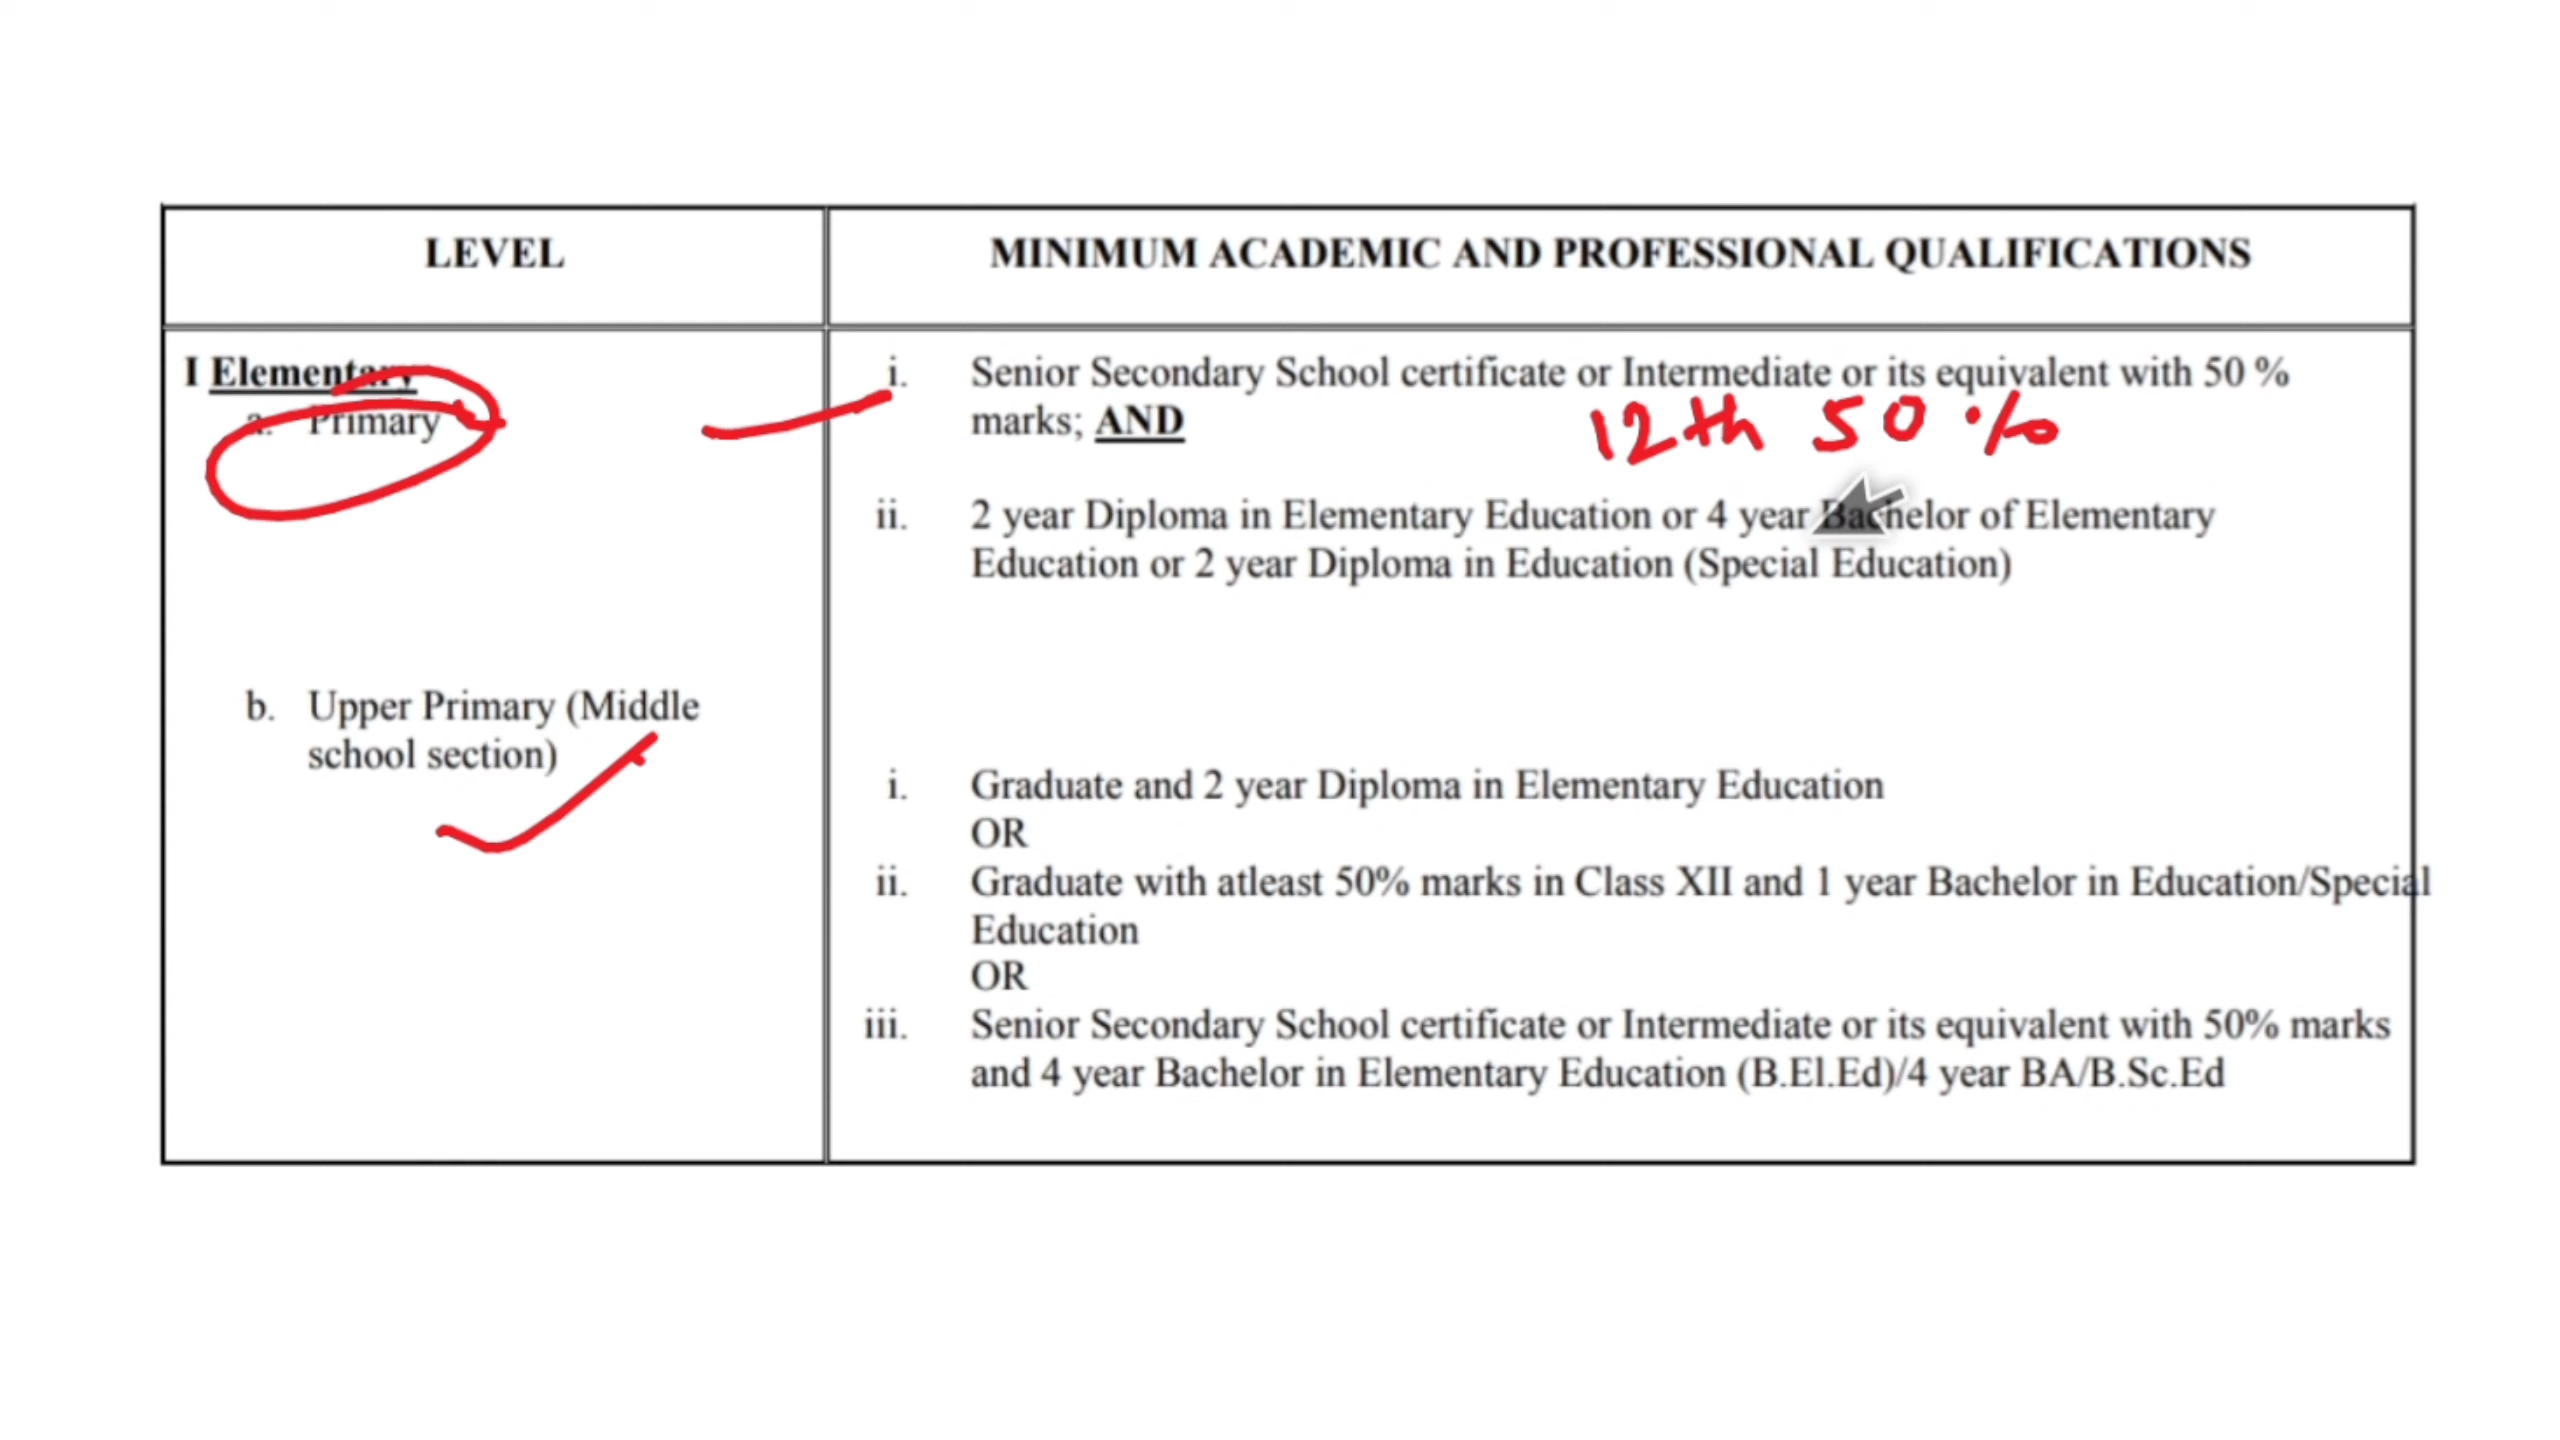 LEVEL
MINIMUM ACADEMIC AND PROFESSIONAL QUALIFICATIONS
I Elementary
a. Primary
i. Senior Secondary School certificate or Intermediate or its equivalent with 50 %
marks; AND
12th 50 %
ii. 2 year Diploma in Elementary Education or 4 year Bachelor of Elementary
Education or 2 year Diploma in Education (Special Education)
b. Upper Primary (Middle
school section)
i. Graduate and 2 year Diploma in Elementary Education
OR
ii. Graduate with atleast 50% marks in Class XII and 1 year Bachelor in Education/Special
Education
OR
iii. Senior Secondary School certificate or Intermediate or its equivalent with 50% marks
and 4 year Bachelor in Elementary Education (B.El.Ed)/4 year BA/B.Sc.Ed